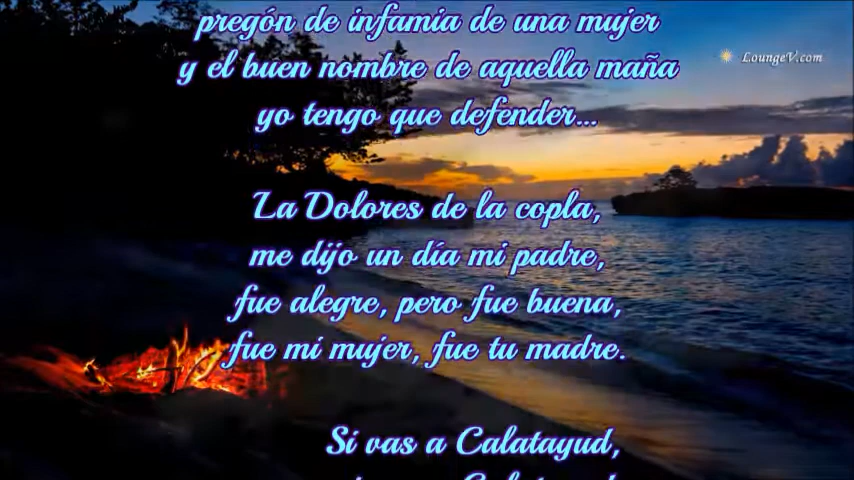 pregón de infamia de una mujer
LoungeV.com
y el buen nombre de aquella maña
yo tengo que defender...
La Dolores de la copla,
me dijo un día mi padre,
fue alegre, pero fue buena,
fue mi mujer, fue tu madre.
Si vas a Calatayud,